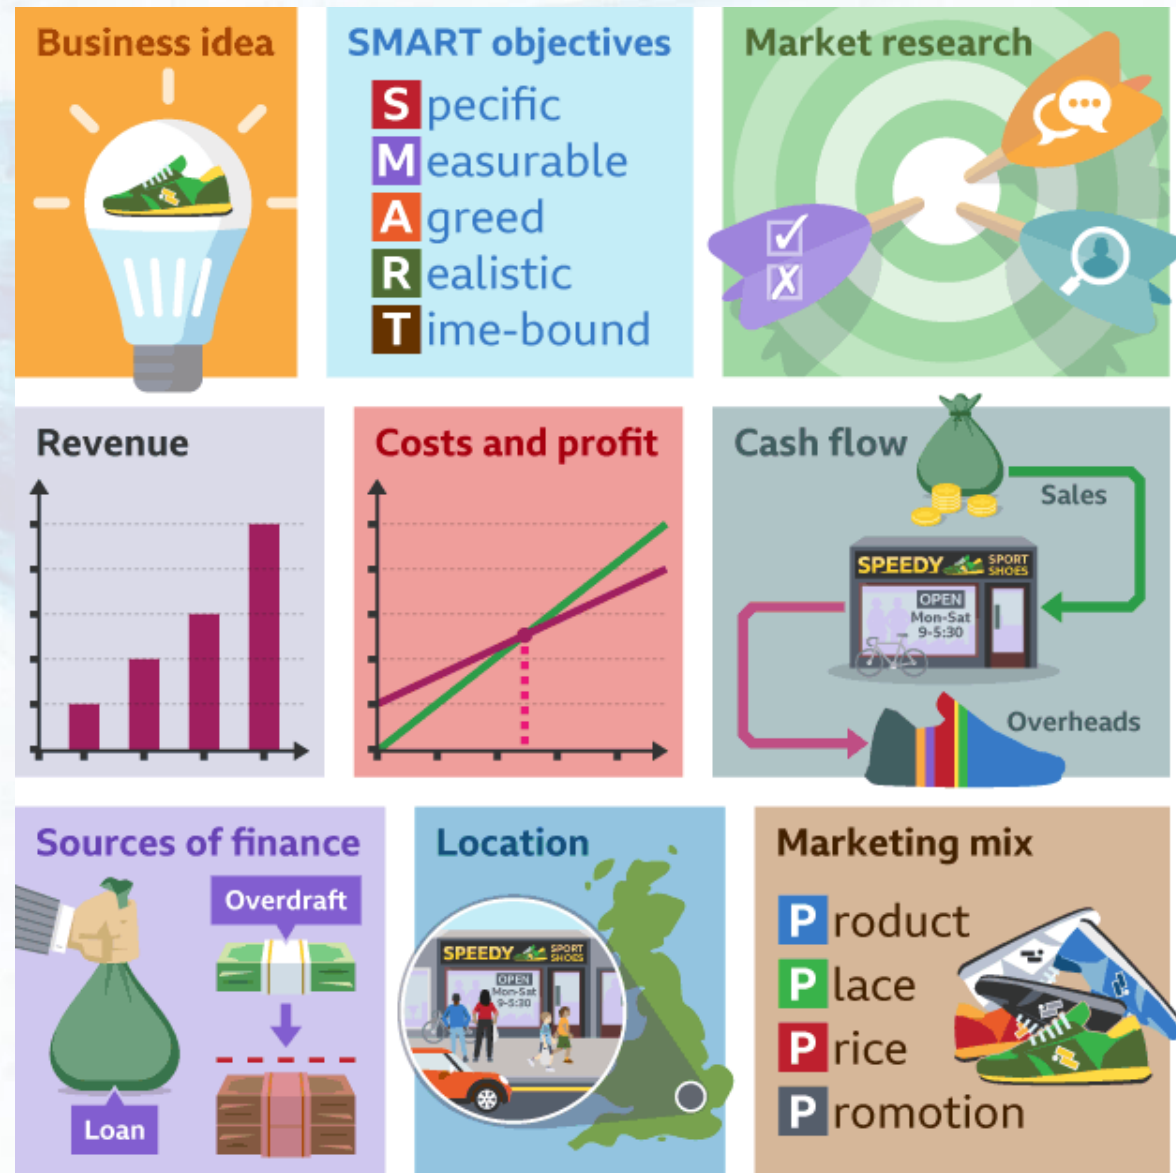 Business idea
SMART objectives
Specific
Measurable
Agreed
Realistic
Time-bound
Market research
Revenue
Costs and profit
Cash flow
Sales
SPEEDY SPORT SHOES
OPEN
Mon-Sat
9-5:30
Overheads
Sources of finance
Overdraft
Loan
Location
SPEEDY SPORT SHOES
OPEN
Mon-Sat
9-5:30
Marketing mix
Product
Place
Price
Promotion